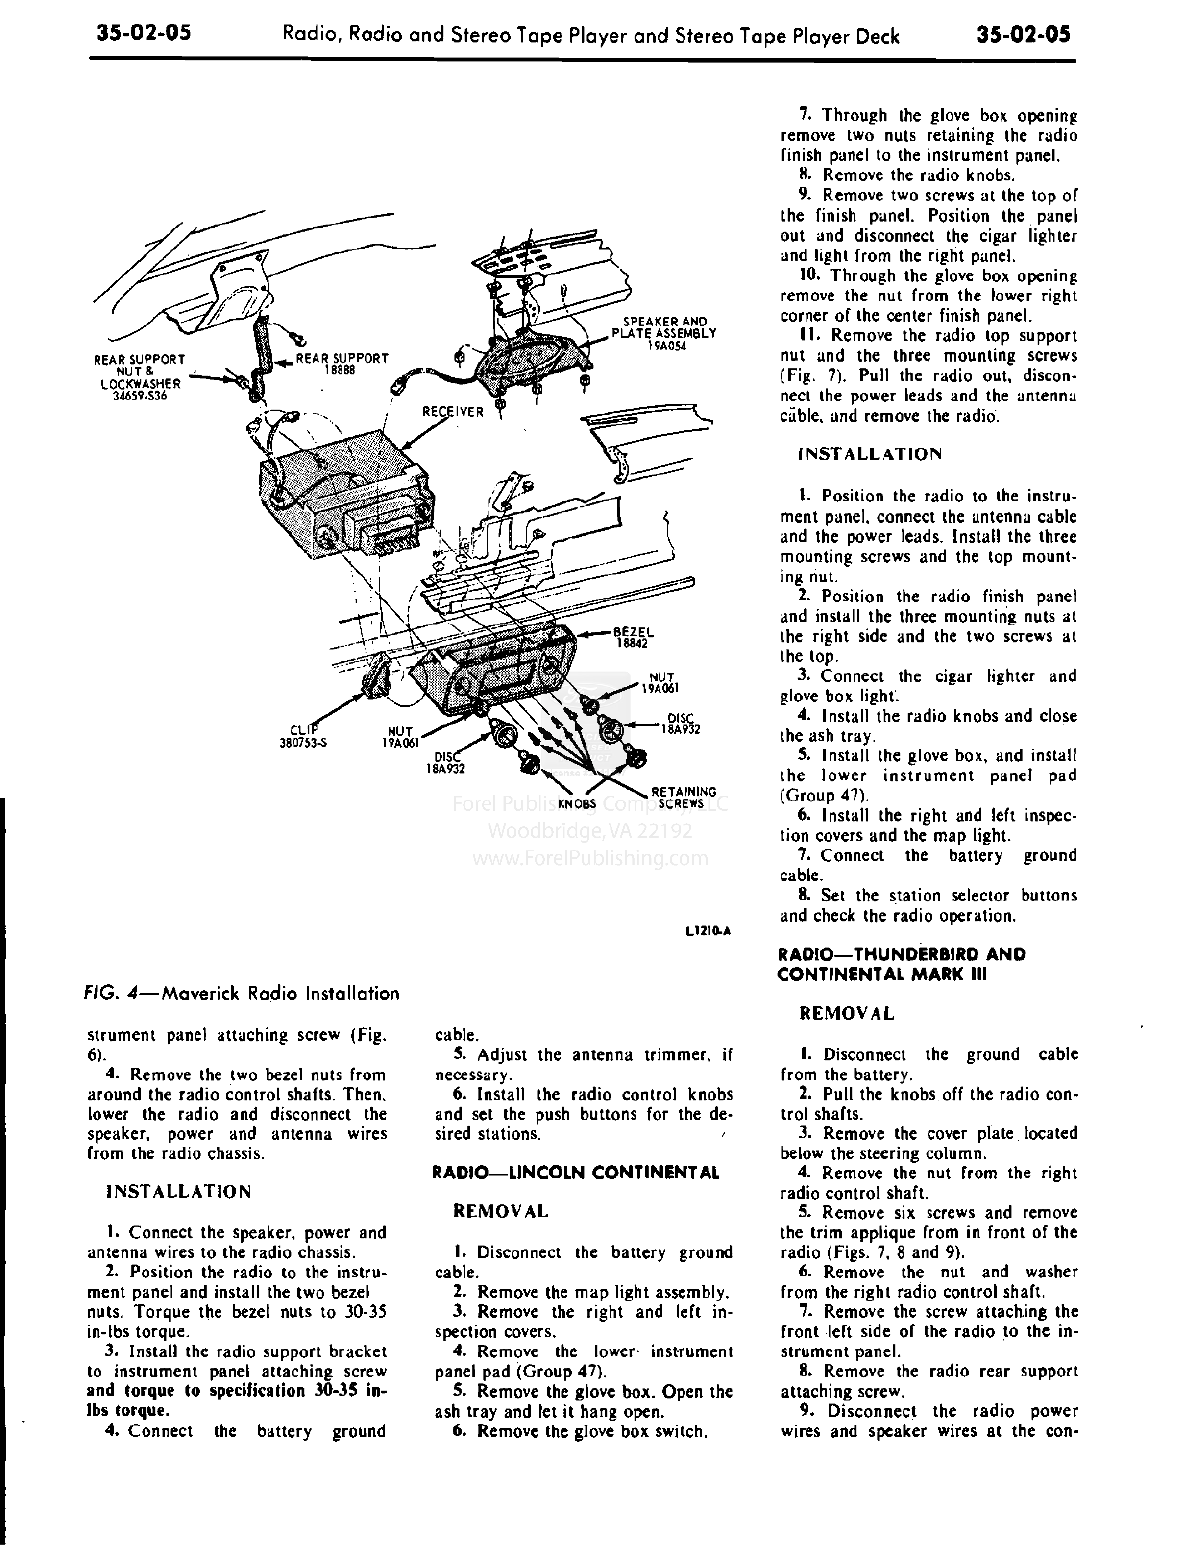 35-02-05 Radio, Radio and Stereo Tape Player and Stereo Tape Player Deck 35-02-05
SPEAKER AND
PLATE ASSEMBLY
19A054
REAR SUPPORT
NUT &
LOCKWASHER
34659-S36
REAR SUPPORT
18888
RECEIVER
BEZEL
18842
NUT
19A061
DISC
18A932
CLIP
380753-S
NUT
19A061
DISC
18A932
KNOBS
RETAINING
SCREWS
Forel Publishing Company, LLC
Woodbridge, VA 22192
www.ForelPublishing.com
L1210-A
FIG. 4—Maverick Radio Installation
strument panel attaching screw (Fig.
6).
4. Remove the two bezel nuts from
around the radio control shafts. Then,
lower the radio and disconnect the
speaker, power and antenna wires
from the radio chassis.
INSTALLATION
1. Connect the speaker, power and
antenna wires to the radio chassis.
2. Position the radio to the instru-
ment panel and install the two bezel
nuts. Torque the bezel nuts to 30-35
in-lbs torque.
3. Install the radio support bracket
to instrument panel attaching screw
and torque to specification 30-35 in-
lbs torque.
4. Connect the battery ground
cable.
5. Adjust the antenna trimmer, if
necessary.
6. Install the radio control knobs
and set the push buttons for the de-
sired stations.
RADIO—LINCOLN CONTINENTAL
REMOVAL
1. Disconnect the battery ground
cable.
2. Remove the map light assembly.
3. Remove the right and left in-
spection covers.
4. Remove the lower instrument
panel pad (Group 47).
5. Remove the glove box. Open the
ash tray and let it hang open.
6. Remove the glove box switch.
7. Through the glove box opening
remove two nuts retaining the radio
finish panel to the instrument panel.
8. Remove the radio knobs.
9. Remove two screws at the top of
the finish panel. Position the panel
out and disconnect the cigar lighter
and light from the right panel.
10. Through the glove box opening
remove the nut from the lower right
corner of the center finish panel.
11. Remove the radio top support
nut and the three mounting screws
(Fig. 7). Pull the radio out, discon-
nect the power leads and the antenna
cable, and remove the radio.
INSTALLATION
1. Position the radio to the instru-
ment panel, connect the antenna cable
and the power leads. Install the three
mounting screws and the top mount-
ing nut.
2. Position the radio finish panel
and install the three mounting nuts at
the right side and the two screws at
the top.
3. Connect the cigar lighter and
glove box light.
4. Install the radio knobs and close
the ash tray.
5. Install the glove box, and install
the lower instrument panel pad
(Group 47).
6. Install the right and left inspec-
tion covers and the map light.
7. Connect the battery ground
cable.
8. Set the station selector buttons
and check the radio operation.
RADIO—THUNDERBIRD AND
CONTINENTAL MARK III
REMOVAL
1. Disconnect the ground cable
from the battery.
2. Pull the knobs off the radio con-
trol shafts.
3. Remove the cover plate located
below the steering column.
4. Remove the nut from the right
radio control shaft.
5. Remove six screws and remove
the trim applique from in front of the
radio (Figs. 7, 8 and 9).
6. Remove the nut and washer
from the right radio control shaft.
7. Remove the screw attaching the
front left side of the radio to the in-
strument panel.
8. Remove the radio rear support
attaching screw.
9. Disconnect the radio power
wires and speaker wires at the con-